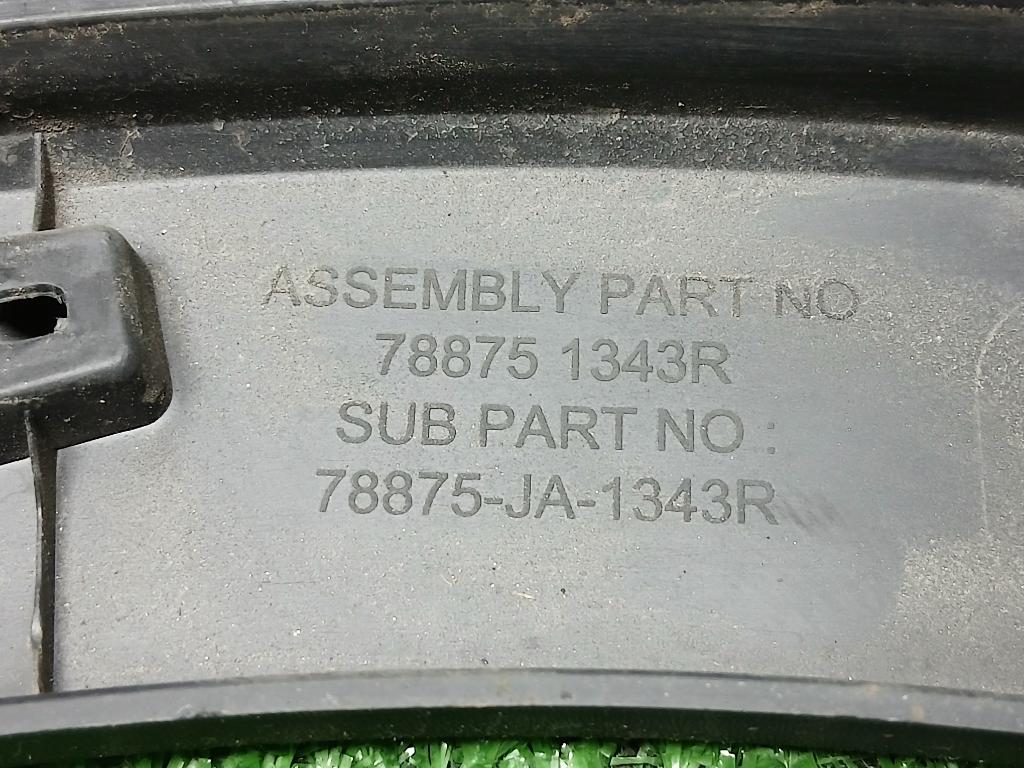 ASSEMBLY PART NO
78875 1343R
SUB PART NO :
78875-JA-1343R